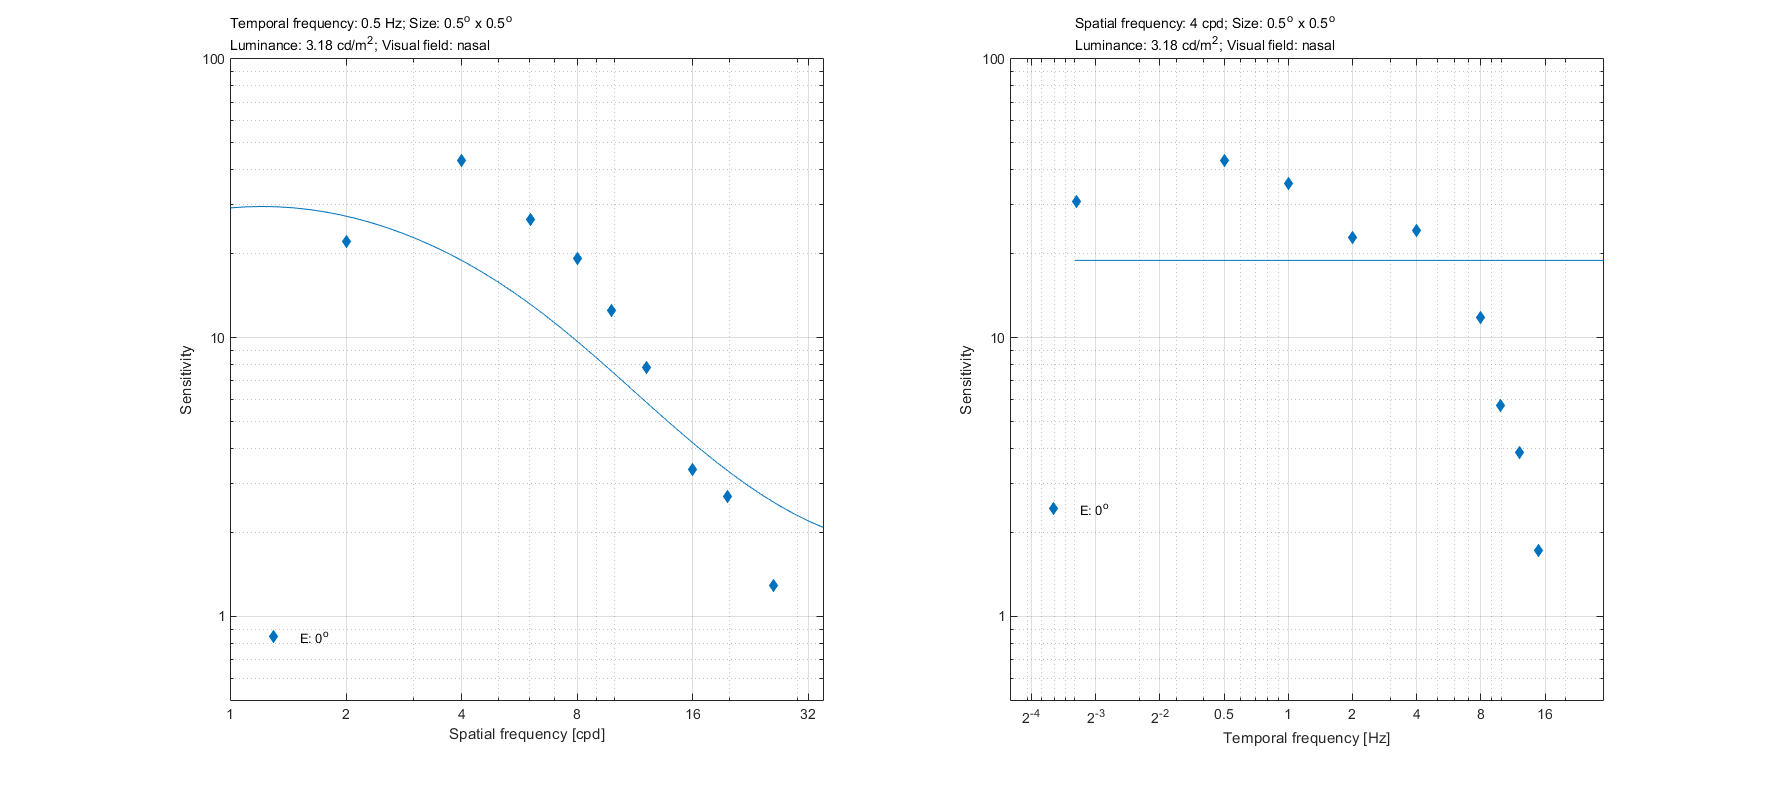 Temporal frequency: 0.5 Hz; Size: 0.5° x 0.5°
Luminance: 3.18 cd/m²; Visual field: nasal
100
10
1
Sensitivity
E: 0°
1 2 4 8 16 32
Spatial frequency [cpd]
Spatial frequency: 4 cpd; Size: 0.5° x 0.5°
Luminance: 3.18 cd/m²; Visual field: nasal
100
10
1
Sensitivity
E: 0°
2⁻⁴ 2⁻³ 2⁻² 0.5 1 2 4 8 16
Temporal frequency [Hz]